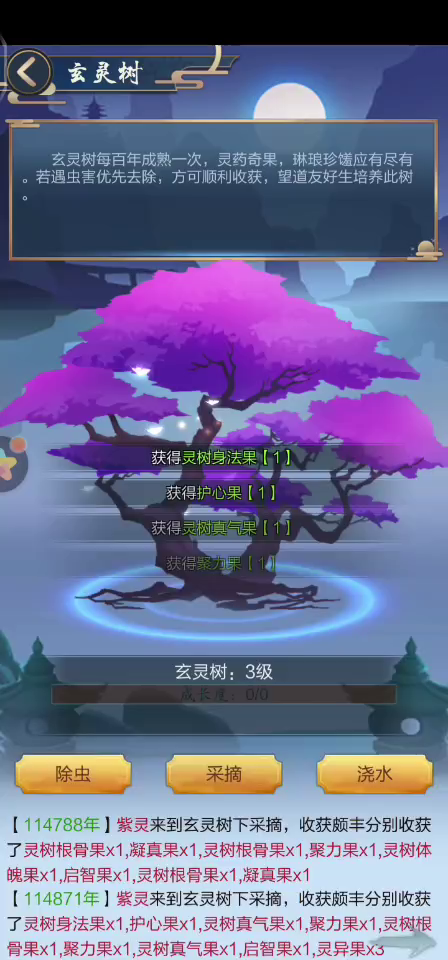 玄灵树
玄灵树每百年成熟一次，灵药奇果，琳琅珍馐应有尽有
。若遇虫害优先去除，方可顺利收获，望道友好生培养此树
。
获得灵树身法果【1】
获得护心果【1】
获得灵树真气果【1】
获得聚力果【1】
玄灵树：3级
成长度：0/0
除虫 采摘 浇水
【114788年】紫灵来到玄灵树下采摘，收获颇丰分别收获
了灵树根骨果x1,凝真果x1,灵树根骨果x1,聚力果x1,灵树体
魄果x1,启智果x1,灵树根骨果x1,凝真果x1
【114871年】紫灵来到玄灵树下采摘，收获颇丰分别收获
了灵树身法果x1,护心果x1,灵树真气果x1,聚力果x1,灵树根
骨果x1,聚力果x1,灵树真气果x1,启智果x1,灵异果x3